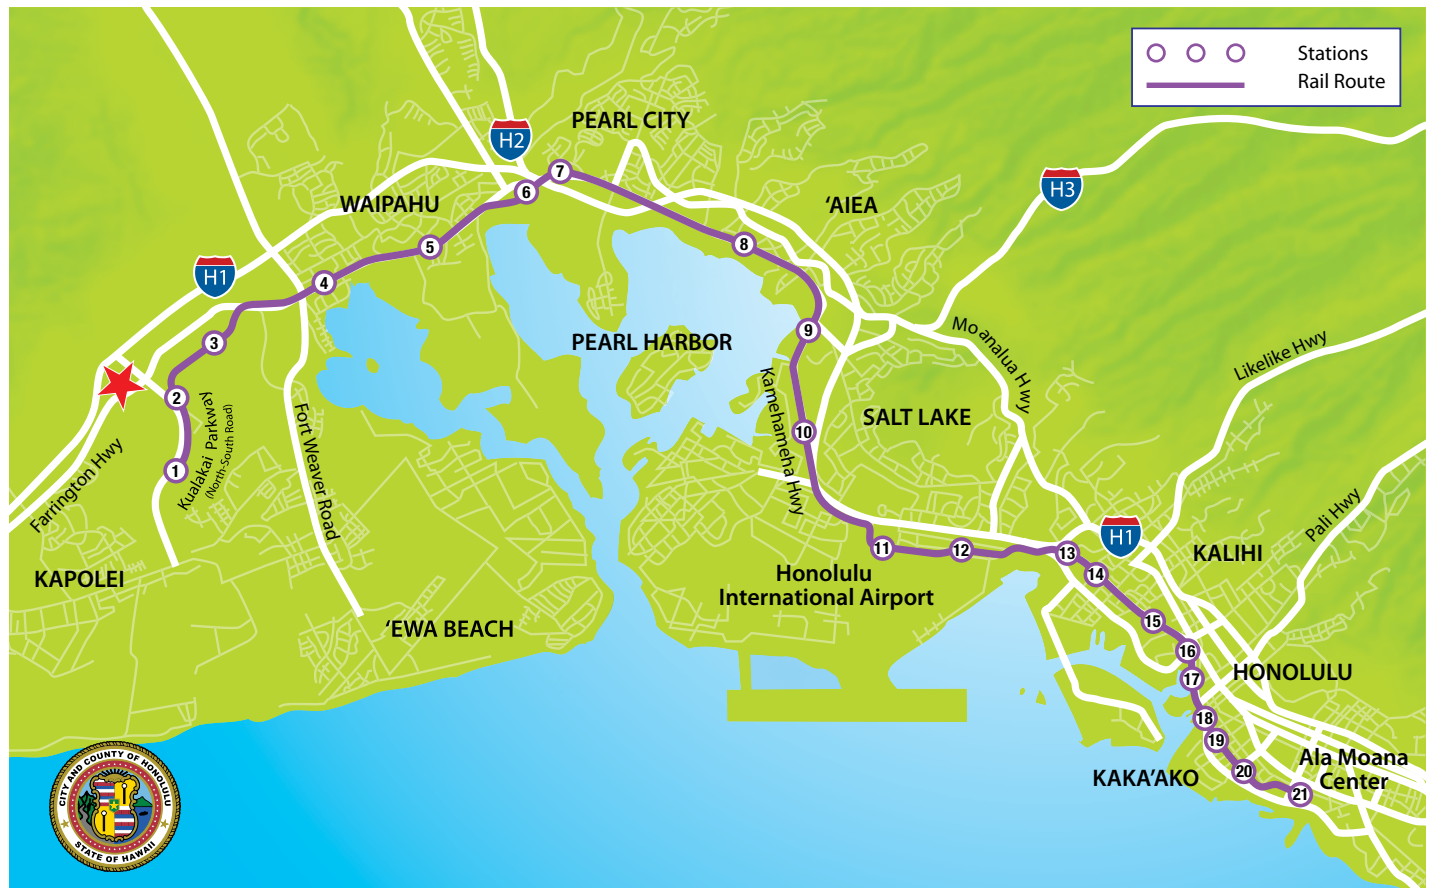 Stations
Rail Route
H2
PEARL CITY
H3
WAIPAHU
‘AIEA
H1
7
6
5
8
4
3
9
PEARL HARBOR
Moanalua Hwy
Likelike Hwy
2
Kualakai Parkway
(North-South Road)
Fort Weaver Road
Kamehameha Hwy
SALT LAKE
10
1
Farrington Hwy
Pali Hwy
H1
11
12
13
KALIHI
KAPOLEI
Honolulu
International Airport
14
‘EWA BEACH
15
16
HONOLULU
17
18
19
20
21
KAKA‘AKO
Ala Moana
Center
CITY AND COUNTY OF HONOLULU
STATE OF HAWAII